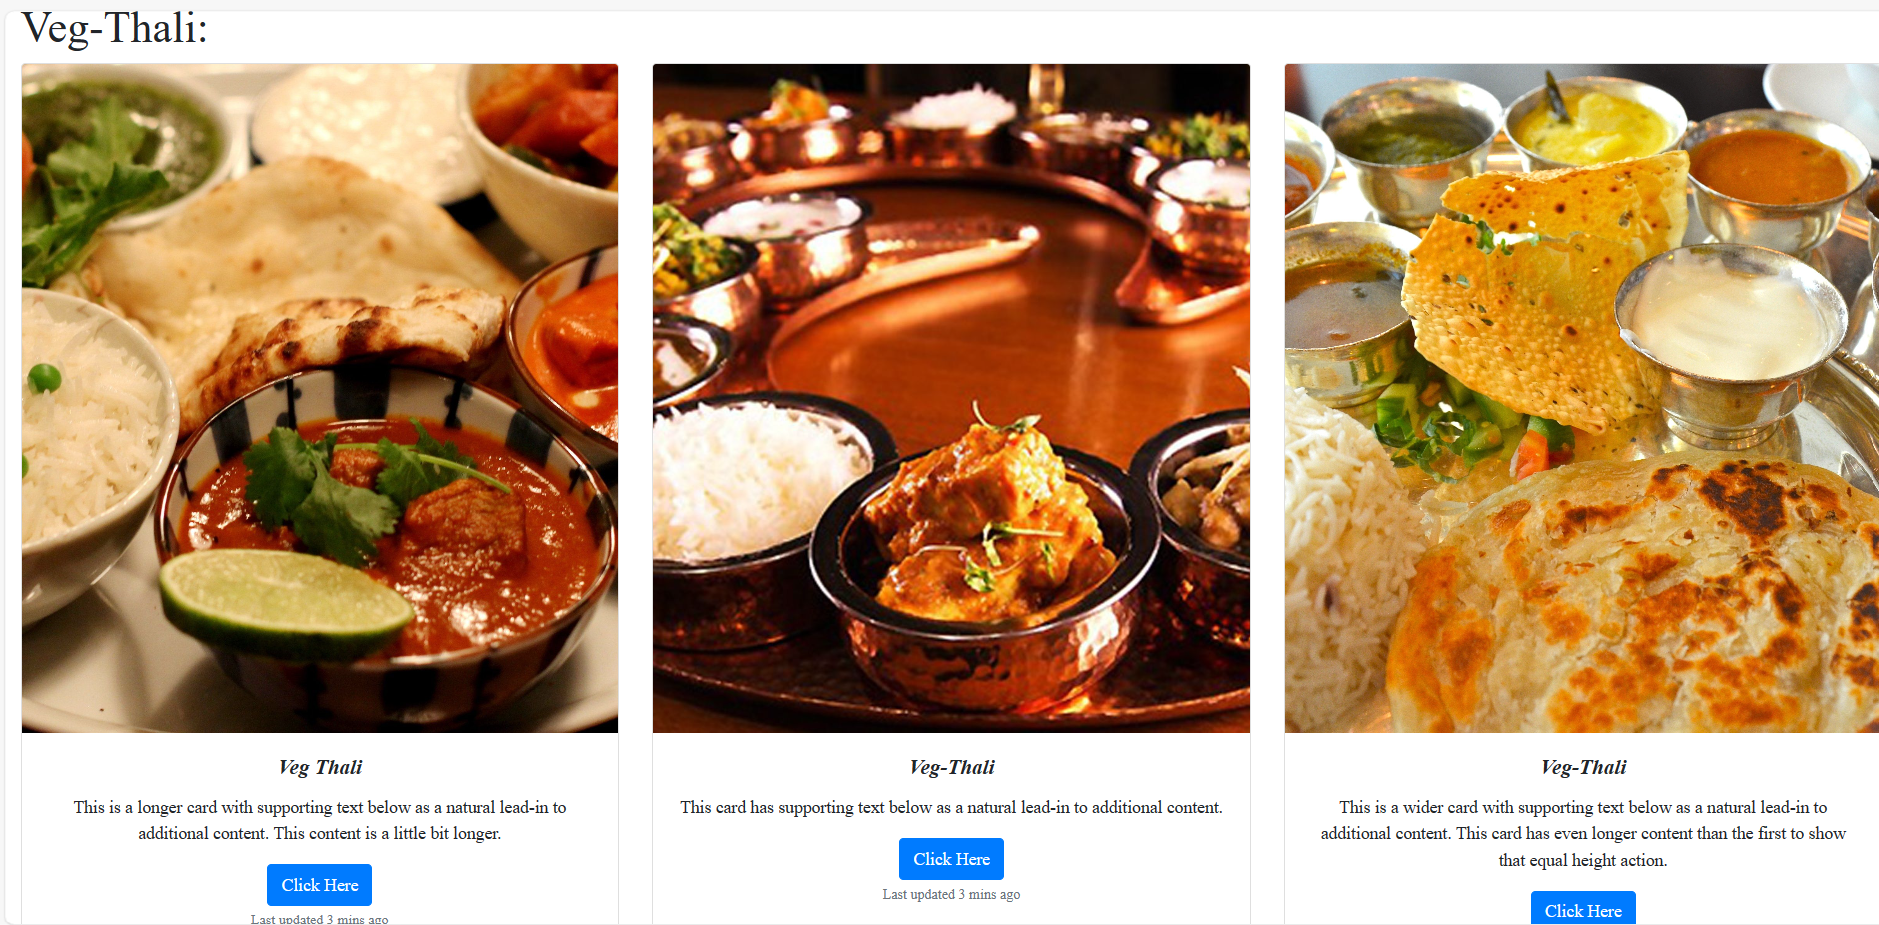 Veg-Thali:
Veg Thali
This is a longer card with supporting text below as a natural lead-in to
additional content. This content is a little bit longer.
Click Here
Last updated 3 mins ago
Veg-Thali
This card has supporting text below as a natural lead-in to additional content.
Click Here
Last updated 3 mins ago
Veg-Thali
This is a wider card with supporting text below as a natural lead-in to
additional content. This card has even longer content than the first to show
that equal height action.
Click Here